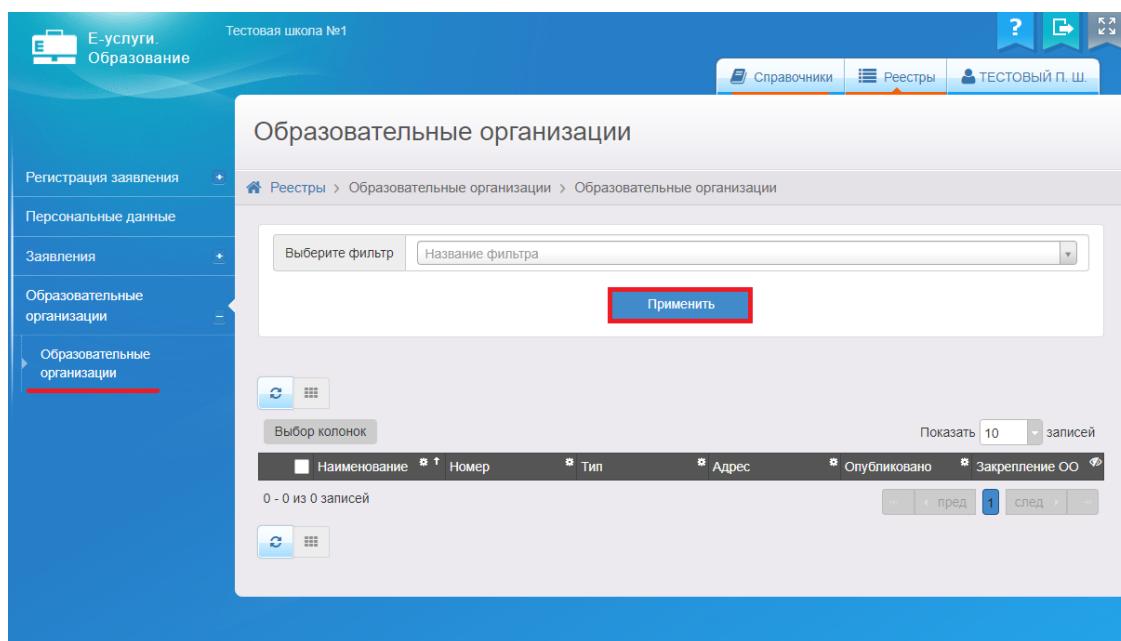 Е-услуги.
Образование
Тестовая школа №1
?
Справочники
Реестры
ТЕСТОВЫЙ П. Ш.
Образовательные организации
Регистрация заявления
Персональные данные
Заявления
Образовательные
организации
Образовательные
организации
Реестры > Образовательные организации > Образовательные организации
Выберите фильтр
Название фильтра
Применить
Выбор колонок
Показать 10 записей
Наименование Номер Тип Адрес Опубликовано Закрепление ОО
0 - 0 из 0 записей
пред 1 след